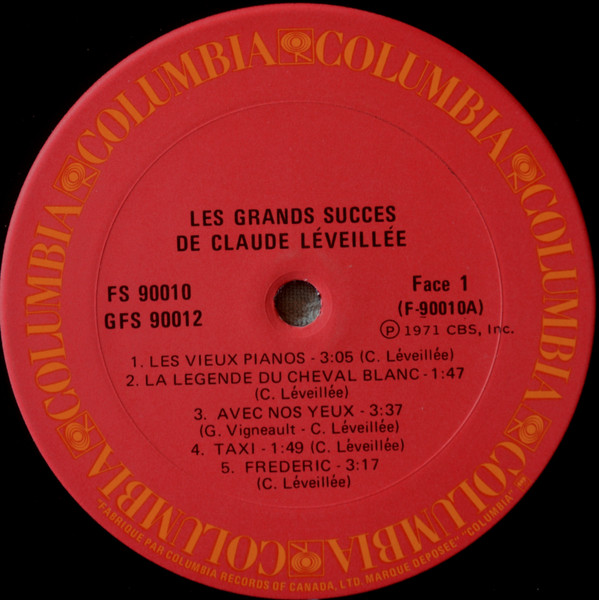 COLUMBIA COLUMBIA COLUMBIA COLUMBIA COLUMBIA COLUMBIA COLUMBIA COLUMBIA
LES GRANDS SUCCES
DE CLAUDE LÉVEILLÉE
FS 90010
GFS 90012
Face 1
(F-90010A)
Ⓟ 1971 CBS, Inc.
1. LES VIEUX PIANOS - 3:05 (C. Léveillée)
2. LA LEGENDE DU CHEVAL BLANC - 1:47
(C. Léveillée)
3. AVEC NOS YEUX - 3:37
(G. Vigneault - C. Léveillée)
4. TAXI - 1:49 (C. Léveillée)
5. FREDERIC - 3:17
(C. Léveillée)
"FABRIQUE PAR COLUMBIA RECORDS OF CANADA, LTD. MARQUE DEPOSEE" "COLUMBIA"